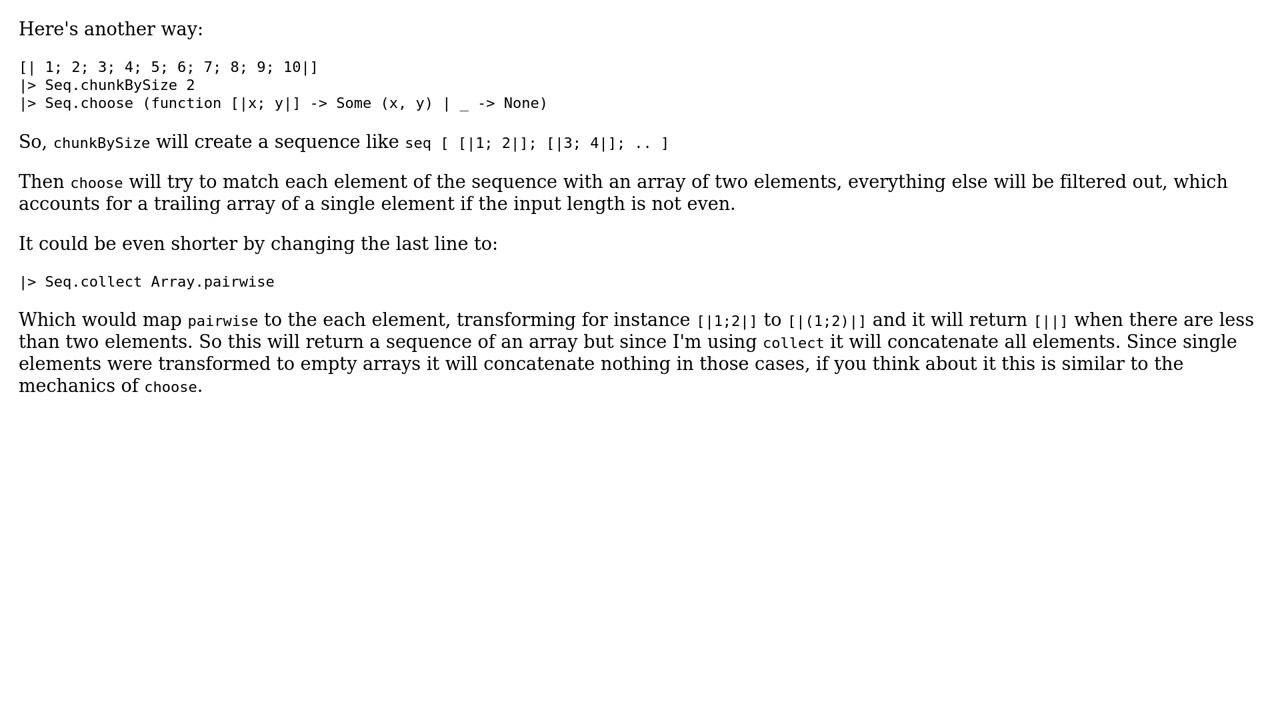 Here's another way:
[| 1; 2; 3; 4; 5; 6; 7; 8; 9; 10|]
|> Seq.chunkBySize 2
|> Seq.choose (function [|x; y|] -> Some (x, y) | _ -> None)
So, chunkBySize will create a sequence like seq [ [|1; 2|]; [|3; 4|]; .. ]
Then choose will try to match each element of the sequence with an array of two elements, everything else will be filtered out, which
accounts for a trailing array of a single element if the input length is not even.
It could be even shorter by changing the last line to:
|> Seq.collect Array.pairwise
Which would map pairwise to the each element, transforming for instance [|1;2|] to [|(1;2)|] and it will return [||] when there are less
than two elements. So this will return a sequence of an array but since I'm using collect it will concatenate all elements. Since single
elements were transformed to empty arrays it will concatenate nothing in those cases, if you think about it this is similar to the
mechanics of choose.